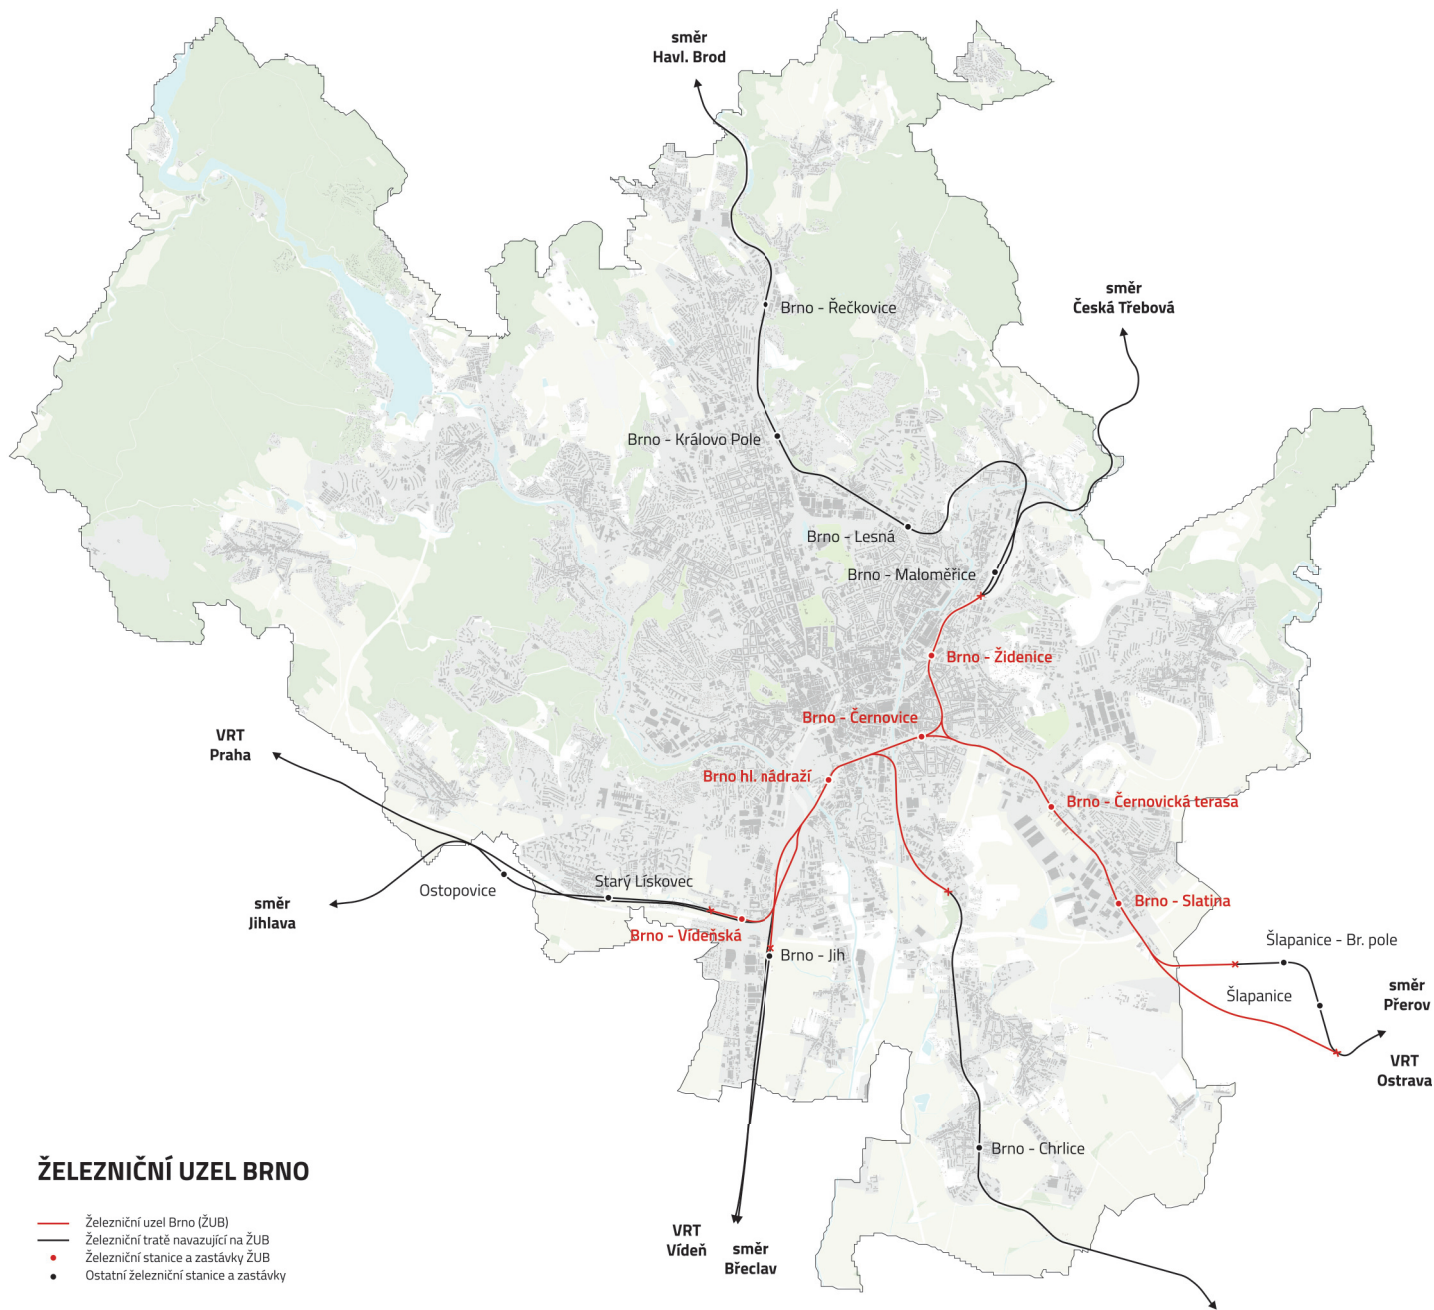 směr
Havl. Brod
směr
Česká Třebová
Brno - Řečkovice
Brno - Královo Pole
Brno - Lesná
Brno - Maloměřice
Brno - Židenice
Brno - Černovice
VRT
Praha
Brno hl. nádraží
Brno - Černovická terasa
Starý Lískovec
Ostopovice
směr
Jihlava
Brno - Slatina
Brno - Vídeňská
Brno - Jih
Šlapanice - Br. pole
Šlapanice
směr
Přerov
VRT
Ostrava
Brno - Chrlice
ŽELEZNIČNÍ UZEL BRNO
Železniční uzel Brno (ŽUB)
Železniční tratě navazující na ŽUB
Železniční stanice a zastávky ŽUB
Ostatní železniční stanice a zastávky
VRT
Vídeň
směr
Břeclav